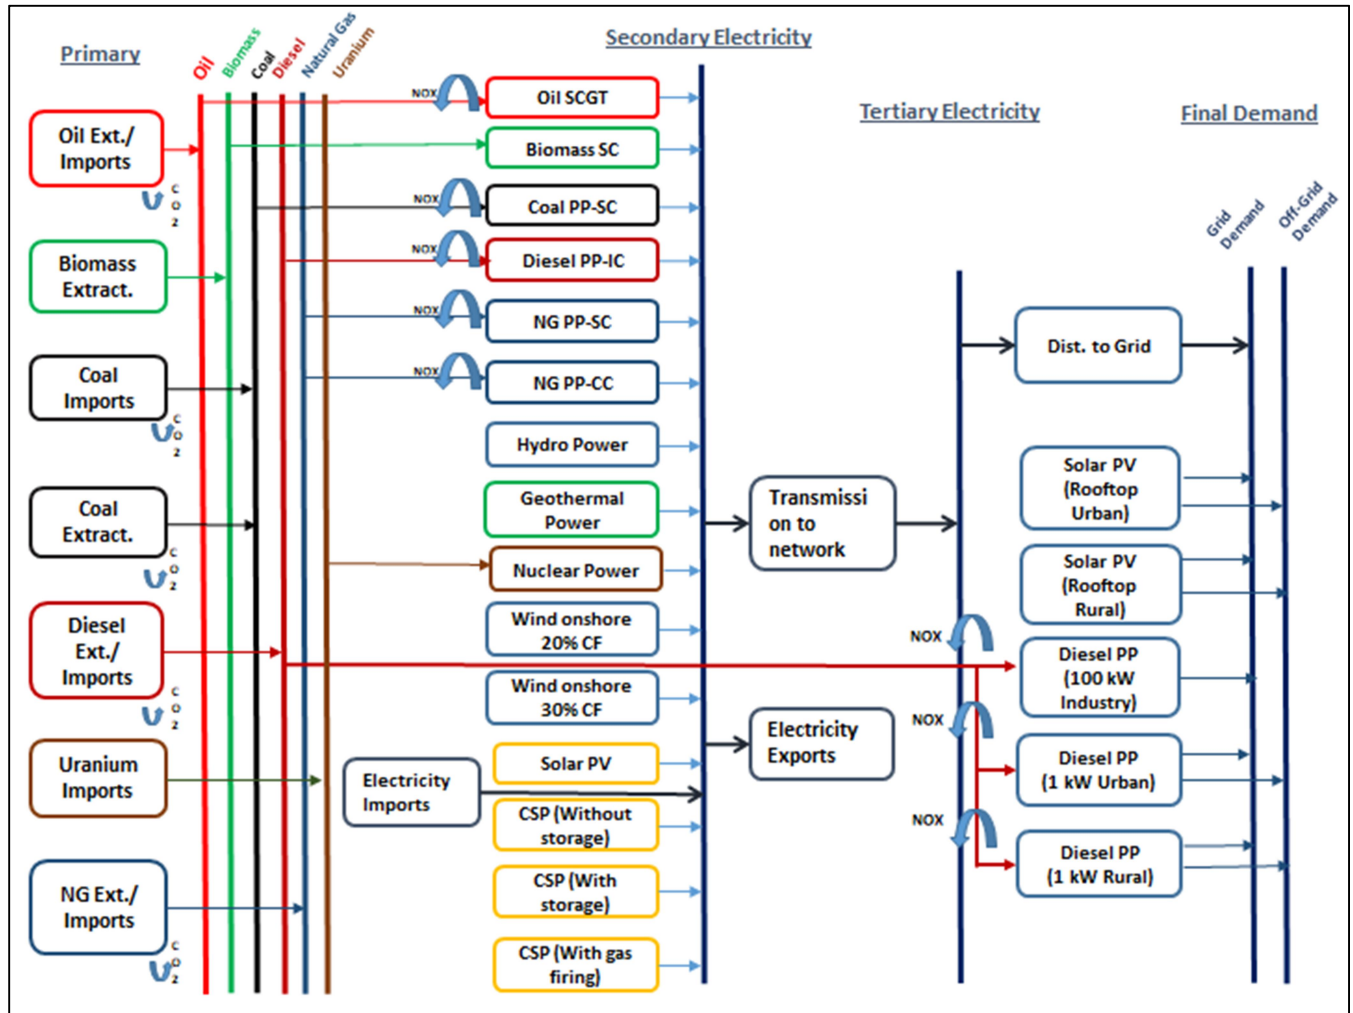 Primary
Oil
Biomass
Coal
Diesel
Natural Gas
Uranium
Secondary Electricity
Tertiary Electricity
Final Demand
Grid
Demand
Off-Grid
Demand
Oil Ext./
Imports
C
O
2
Biomass
Extract.
Coal
Imports
C
O
2
Coal
Extract.
C
O
2
Diesel
Ext./
Imports
C
O
2
Uranium
Imports
NG Ext./
Imports
C
O
2
NOX
Oil SCGT
Biomass SC
NOX
Coal PP-SC
NOX
Diesel PP-IC
NOX
NG PP-SC
NOX
NG PP-CC
Hydro Power
Geothermal
Power
Nuclear Power
Wind onshore
20% CF
Wind onshore
30% CF
Solar PV
Electricity
Imports
CSP (Without
storage)
CSP (With
storage)
CSP (With gas
firing)
Transmissi
on to
network
Electricity
Exports
Dist. to Grid
Solar PV
(Rooftop
Urban)
Solar PV
(Rooftop
Rural)
NOX
Diesel PP
(100 kW
Industry)
NOX
Diesel PP
(1 kW Urban)
NOX
Diesel PP
(1 kW Rural)